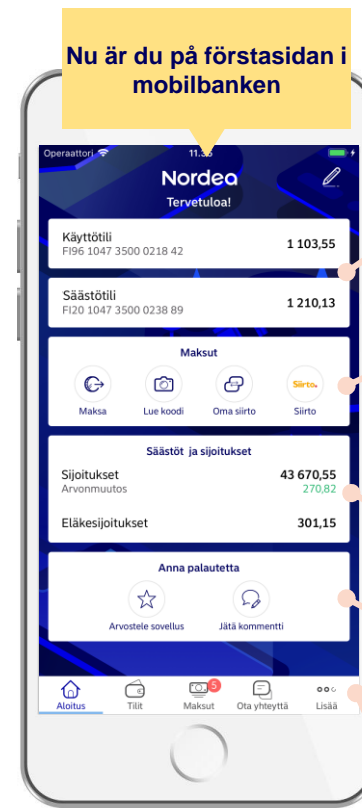 Nu är du på förstasidan i
mobilbanken
Operaattori
Nordea
Tervetuloa!
Käyttötili
FI96 1047 3500 0218 42
1 103,55
Säästötili
FI20 1047 3500 0238 89
1 210,13
Maksut
Maksa
Lue koodi
Oma siirto
Siirto.
Siirto
Säästöt ja sijoitukset
Sijoitukset
43 670,55
Arvonmuutos
270,82
Eläkesijoitukset
301,15
Anna palautetta
Arvostele sovellus
Jätä kommentti
5
Aloitus
Tilit
Maksut
Ota yhteyttä
Lisää